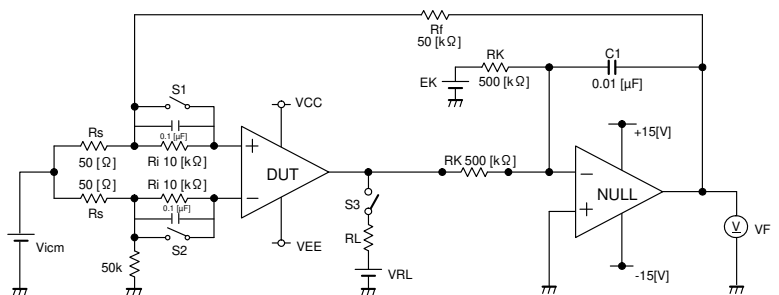 Rf
50 [kΩ]
C1
0.01 [μF]
RK
500 [kΩ]
EK
S1
0.1 [μF]
VCC
Rs
50 [Ω]
Ri 10 [kΩ]
+15[V]
50 [Ω]
Ri 10 [kΩ]
DUT
RK 500 [kΩ]
0.1 [μF]
Rs
S3
NULL
V
VF
Vicm
S2
VEE
RL
50k
VRL
-15[V]